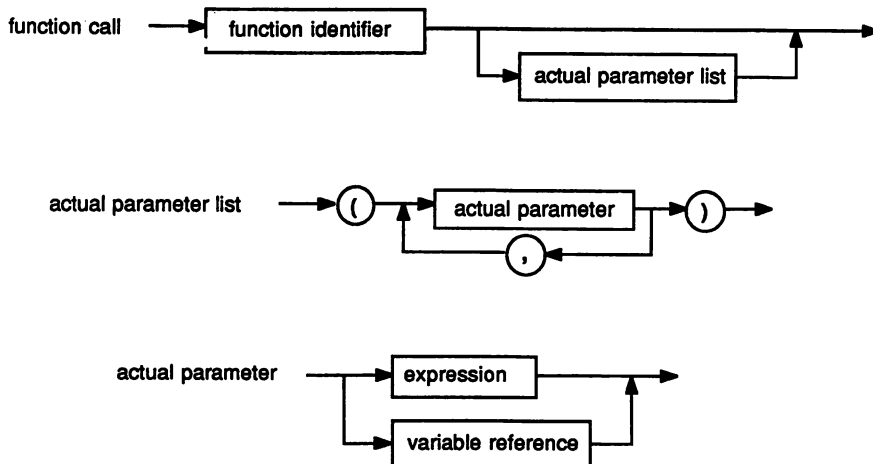 function call function identifier
actual parameter list
actual parameter list ( actual parameter )
,
actual parameter expression
variable reference